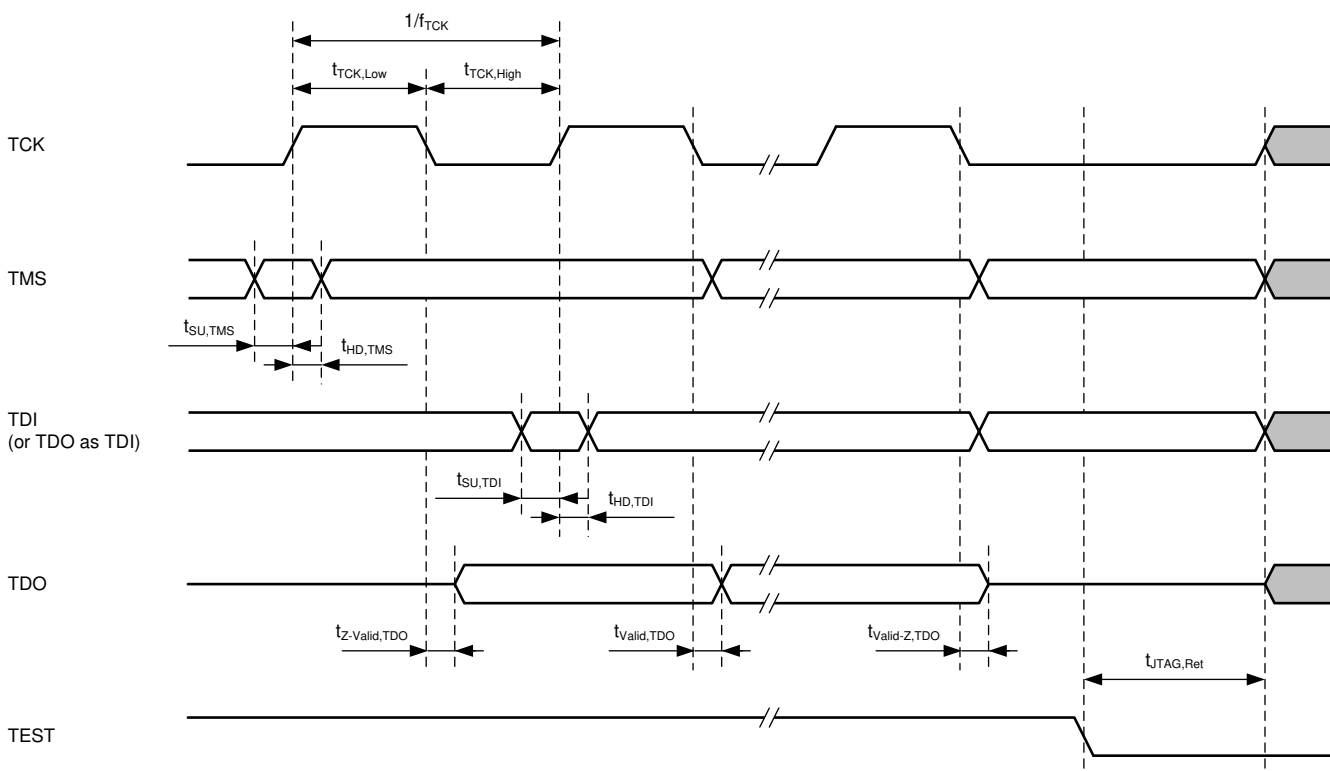 1/fTCK
tTCK,Low
tTCK,High
TCK
TMS
tSU,TMS
tHD,TMS
TDI
(or TDO as TDI)
tSU,TDI
tHD,TDI
TDO
tZ-Valid,TDO
tValid,TDO
tValid-Z,TDO
tJTAG,Ret
TEST